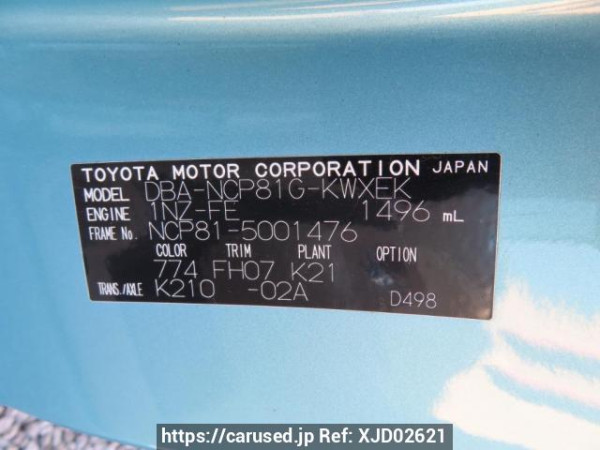 TOYOTA MOTOR CORPORATION JAPAN
MODEL DBA-NCP81G-KWXEK
ENGINE 1NZ-FE 1496 mL
FRAME No. NCP81-5001476
COLOR TRIM PLANT OPTION
774 FH07 K21
TRANS./AXLE K210 -02A D498
https://carused.jp Ref: XJD02621